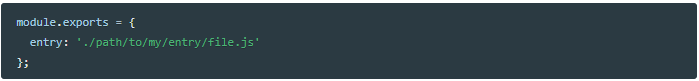 module.exports = {
  entry: './path/to/my/entry/file.js'
};